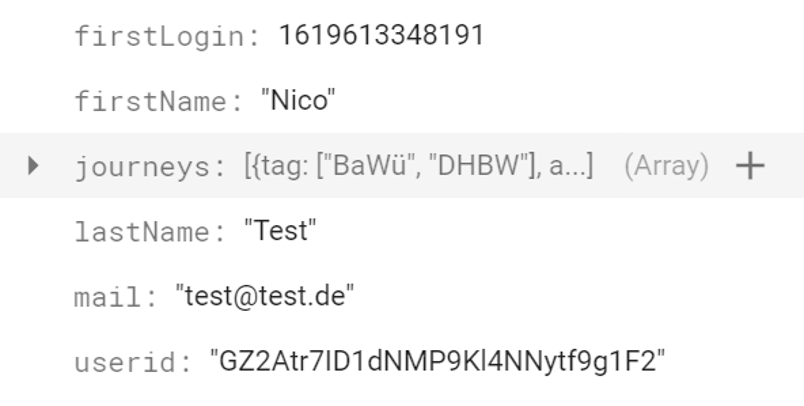 firstLogin: 1619613348191
firstName: "Nico"
journeys: [{tag: ["BaWü", "DHBW"], a...] (Array)
lastName: "Test"
mail: "test@test.de"
userid: "GZ2Atr7ID1dNMP9Kl4NNytf9g1F2"